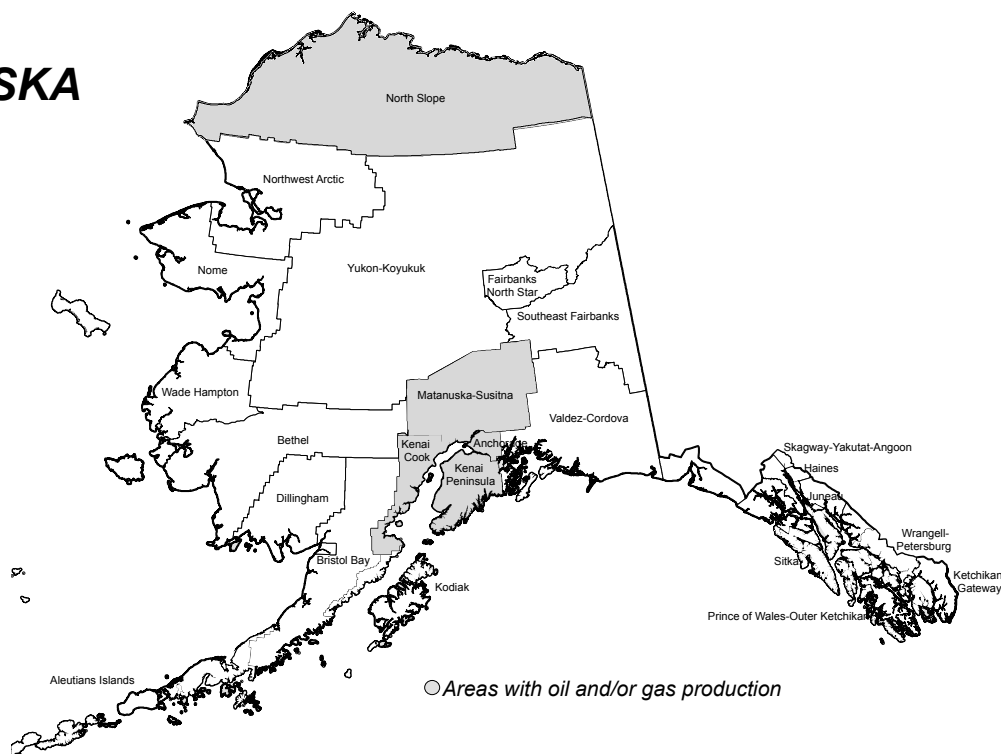 SKA
North Slope
Northwest Arctic
Nome
Yukon-Koyukuk
Fairbanks
North Star
Southeast Fairbanks
Wade Hampton
Matanuska-Susitna
Valdez-Cordova
Bethel
Kenai
Cook
Anchorage
Kenai
Peninsula
Dillingham
Bristol Bay
Kodiak
Skagway-Yakutat-Angoon
Haines
Juneau
Wrangell-
Petersburg
Sitka
Ketchikan
Gateway
Prince of Wales-Outer Ketchikan
Aleutians Islands
Areas with oil and/or gas production